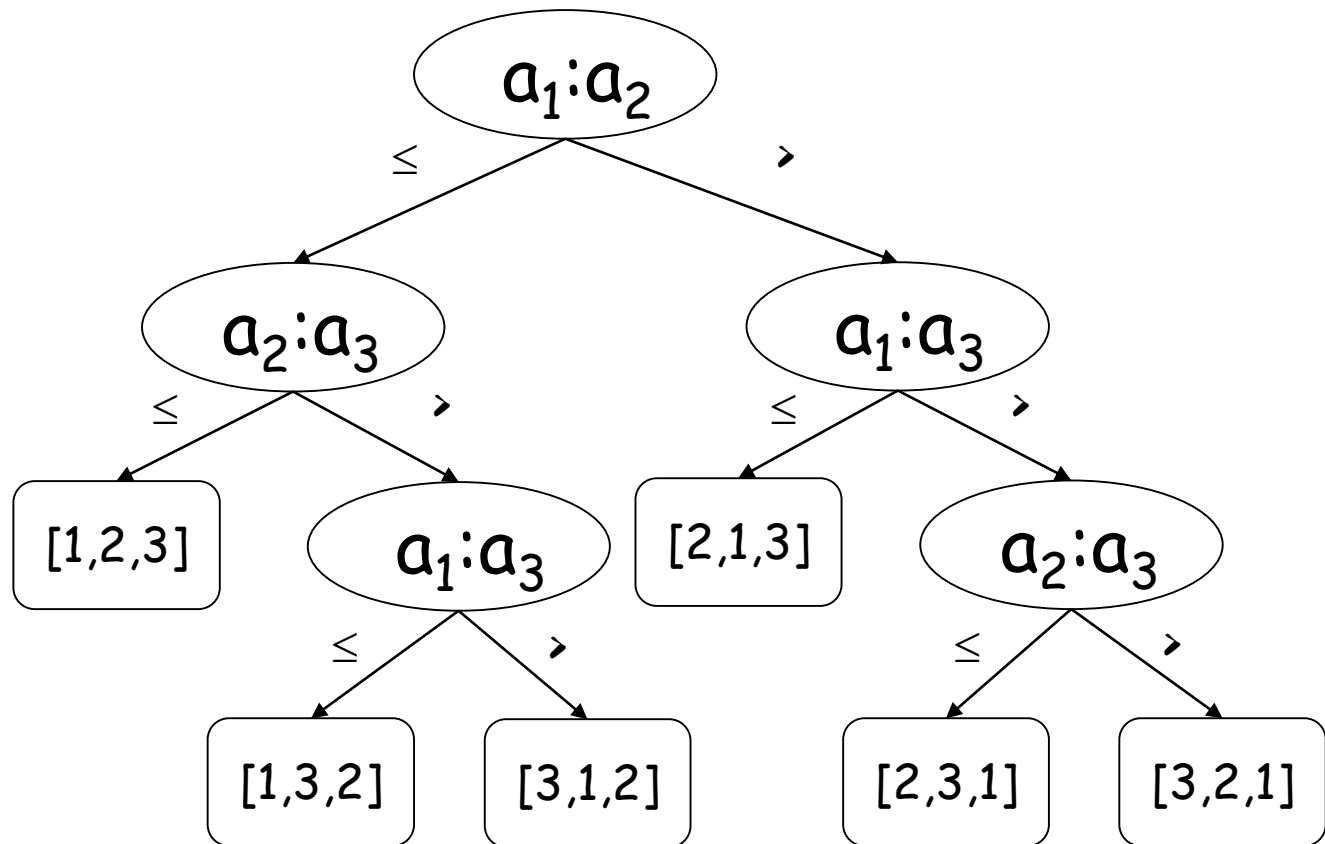 a₁:a₂
≤ >
a₂:a₃ a₁:a₃
≤ > ≤ >
[1,2,3] a₁:a₃ [2,1,3] a₂:a₃
≤ > ≤ >
[1,3,2] [3,1,2] [2,3,1] [3,2,1]